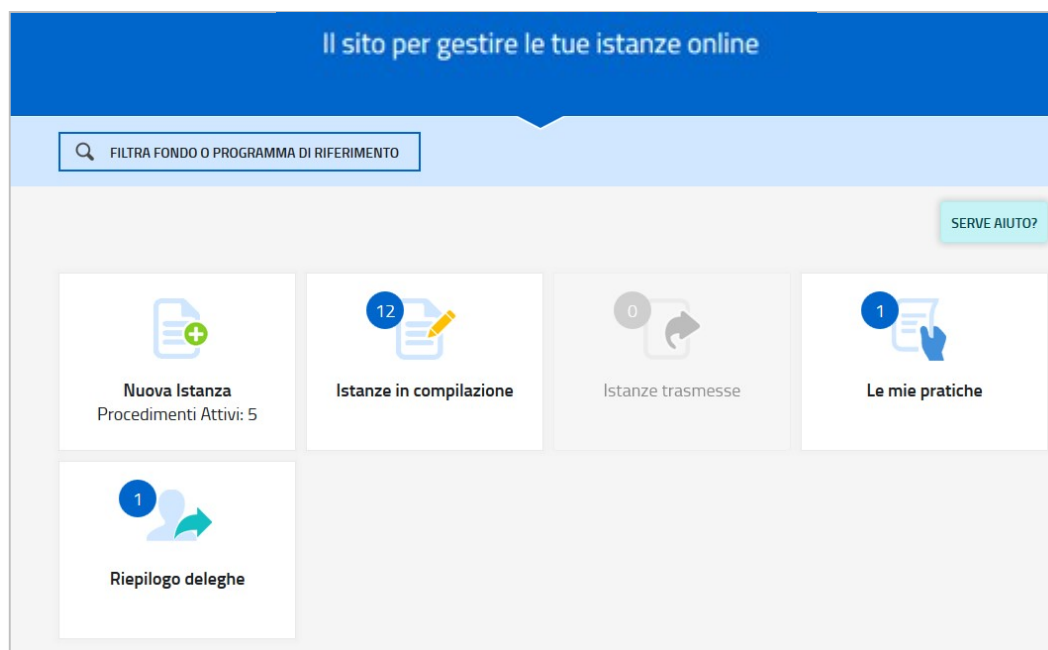 Il sito per gestire le tue istanze online
FILTRA FONDO O PROGRAMMA DI RIFERIMENTO
SERVE AIUTO?
Nuova Istanza
Procedimenti Attivi: 5
12
Istanze in compilazione
0
Istanze trasmesse
1
Le mie pratiche
1
Riepilogo deleghe